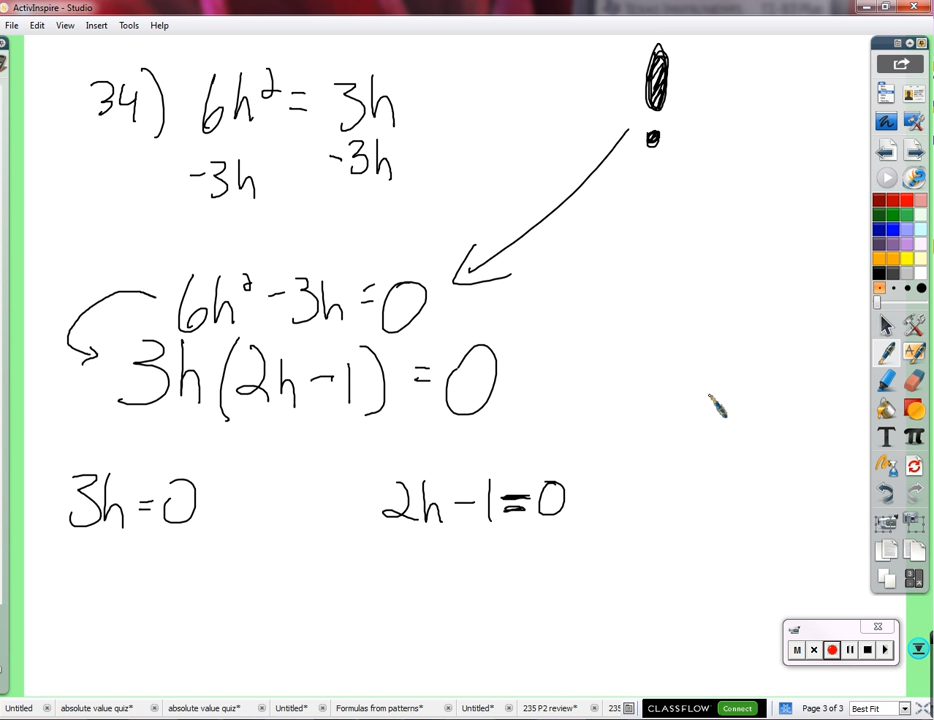 ActivInspire - Studio
File Edit View Insert Tools Help
34) 6h² = 3h
-3h -3h
6h² - 3h = 0
3h(2h - 1) = 0
3h = 0 2h - 1 = 0
M
Untitled absolute value quiz* absolute value quiz* Untitled* Formulas from patterns* Untitled* 235 P2 review* 235 CLASSFLOW Connect Page 3 of 3 Best Fit